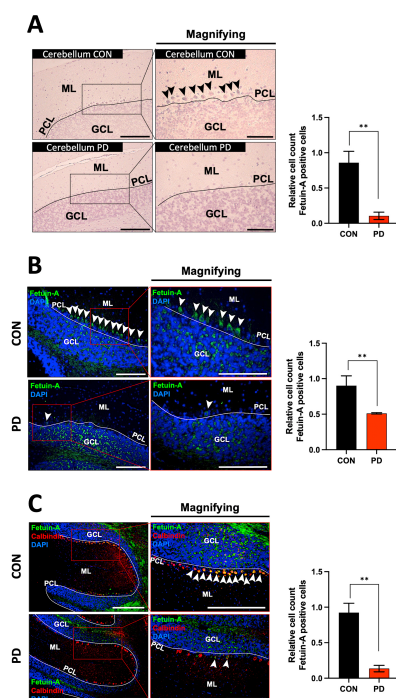 A
Magnifying
Cerebellum CON
Cerebellum CON
ML
ML
PCL
GCL
GCL
PCL
Cerebellum PD
Cerebellum PD
ML
PCL
ML
PCL
GCL
GCL
Relative cell count
Fetuin-A positive cells
1.5
1.0
0.5
0.0
**
CON
PD
B
Magnifying
CON
Fetuin-A
DAPI
PCL
ML
GCL
Fetuin-A
DAPI
ML
PCL
GCL
PD
Fetuin-A
DAPI
ML
GCL
PCL
Fetuin-A
DAPI
ML
PCL
GCL
Relative cell count
Fetuin-A positive cells
1.5
1.0
0.5
0.0
**
CON
PD
C
Magnifying
CON
Fetuin-A
Calbindin
DAPI
GCL
ML
PCL
Fetuin-A
Calbindin
DAPI
GCL
PCL
ML
PD
GCL
ML
PCL
Fetuin-A
Calbindin
DAPI
Fetuin-A
Calbindin
DAPI
GCL
PCL
ML
Relative cell count
Fetuin-A positive cells
1.5
1.0
0.5
0.0
**
CON
PD